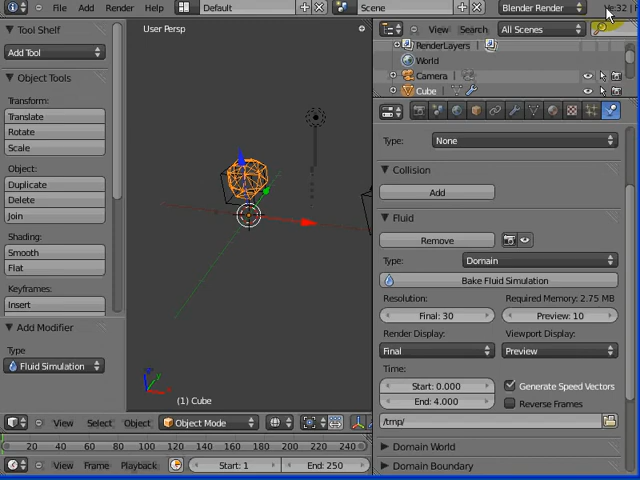 File Add Render Help Default Scene Blender Render Ve:32 | F
Tool Shelf
Add Tool
Object Tools
Transform:
Translate
Rotate
Scale
Object:
Duplicate
Delete
Join
Shading:
Smooth
Flat
Keyframes:
Insert
Add Modifier
Type
Fluid Simulation
User Persp
(1) Cube
View Select Object Object Mode
20 40 60 80 100 120 140 160 180 200 220 240
View Frame Playback Start: 1 End: 250
View Search All Scenes
RenderLayers
World
Camera
Cube
Type: None
Collision
Add
Fluid
Remove
Type: Domain
Bake Fluid Simulation
Resolution: Required Memory: 2.75 MB
Final: 30 Preview: 10
Render Display: Viewport Display:
Final Preview
Time:
Start: 0.000 Generate Speed Vectors
End: 4.000 Reverse Frames
/tmp/
Domain World
Domain Boundary